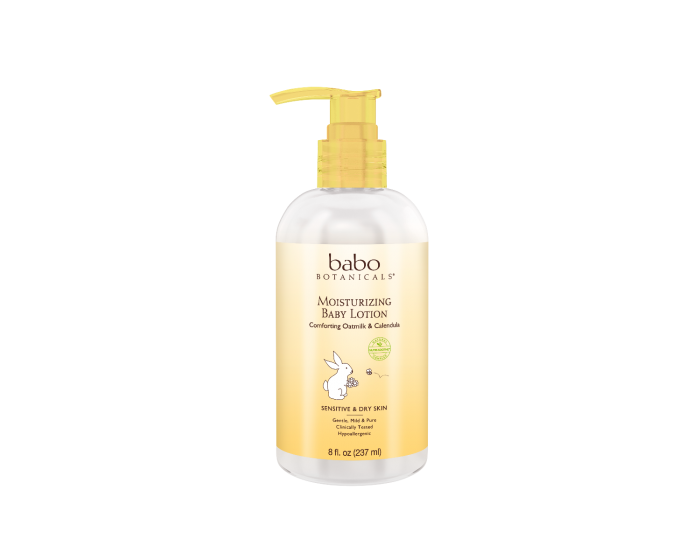 babo
BOTANICALS®
MOISTURIZING
BABY LOTION
Comforting Oatmilk & Calendula
SENSITIVE & DRY SKIN
Gentle, Mild & Pure
Clinically Tested
Hypoallergenic
8 fl. oz (237 ml)